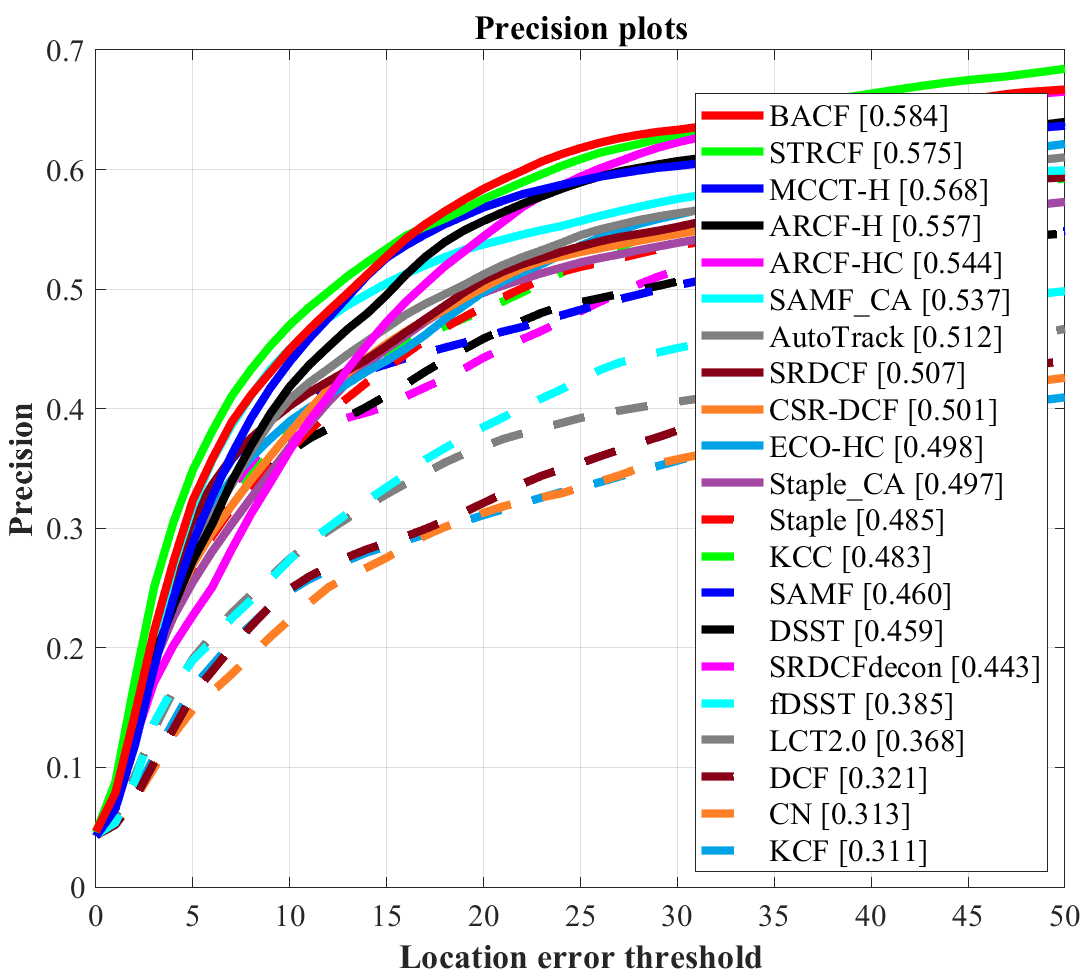 Precision plots
Precision
0.7
0.6
0.5
0.4
0.3
0.2
0.1
0
BACF [0.584]
STRCF [0.575]
MCCT-H [0.568]
ARCF-H [0.557]
ARCF-HC [0.544]
SAMF_CA [0.537]
AutoTrack [0.512]
SRDCF [0.507]
CSR-DCF [0.501]
ECO-HC [0.498]
Staple_CA [0.497]
Staple [0.485]
KCC [0.483]
SAMF [0.460]
DSST [0.459]
SRDCFdecon [0.443]
fDSST [0.385]
LCT2.0 [0.368]
DCF [0.321]
CN [0.313]
KCF [0.311]
0 5 10 15 20 25 30 35 40 45 50
Location error threshold